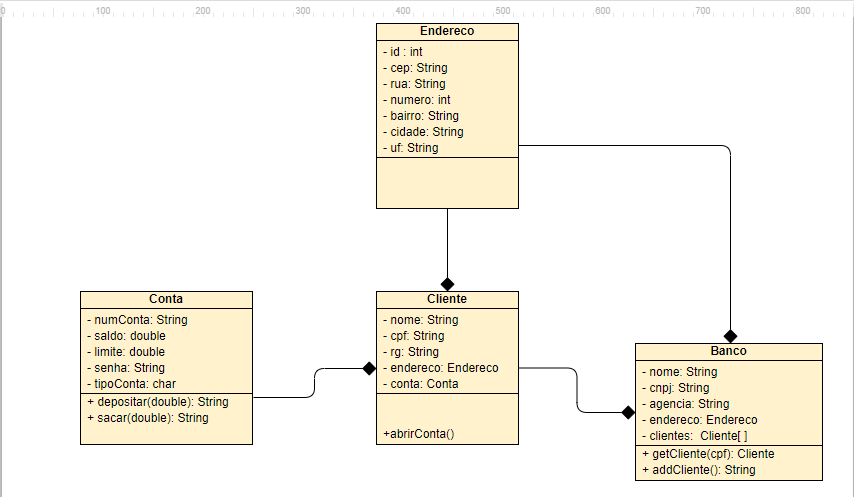 0 100 200 300 400 500 600 700 800
Endereco
- id : int
- cep: String
- rua: String
- numero: int
- bairro: String
- cidade: String
- uf: String
Conta
- numConta: String
- saldo: double
- limite: double
- senha: String
- tipoConta: char
+ depositar(double): String
+ sacar(double): String
Cliente
- nome: String
- cpf: String
- rg: String
- endereco: Endereco
- conta: Conta
+abrirConta()
Banco
- nome: String
- cnpj: String
- agencia: String
- endereco: Endereco
- clientes:  Cliente[ ]
+ getCliente(cpf): Cliente
+ addCliente(): String